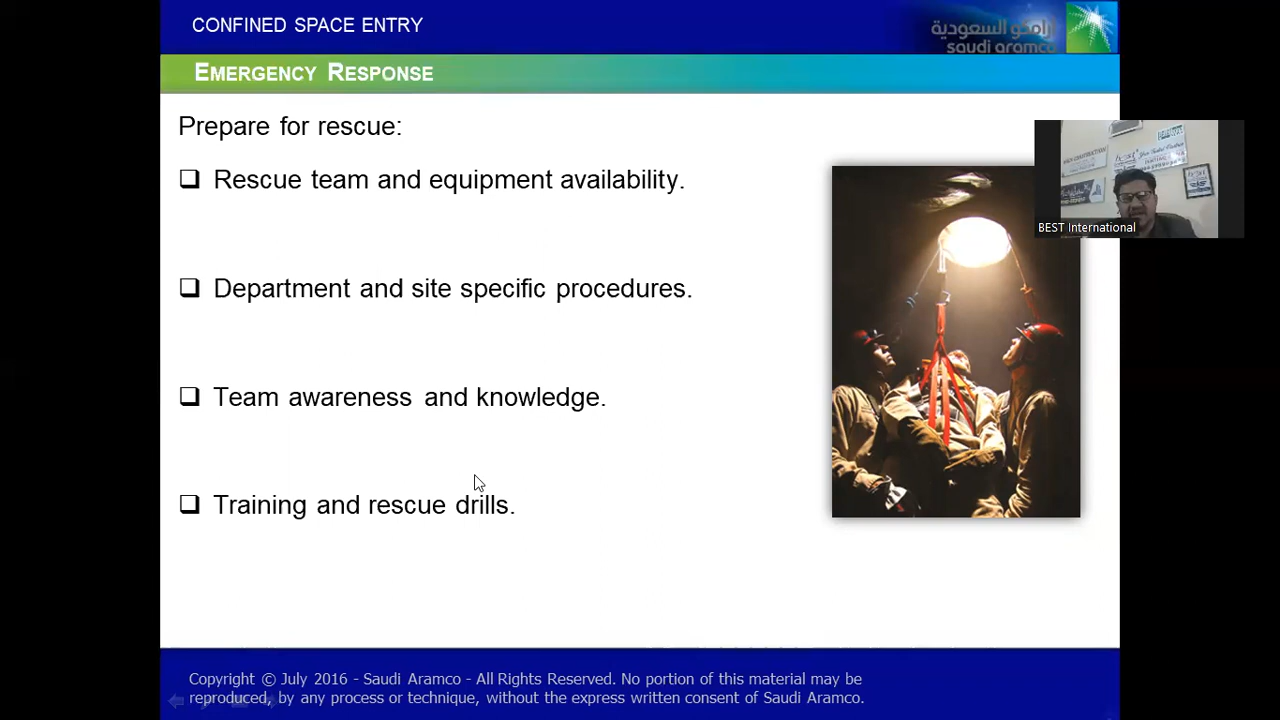 CONFINED SPACE ENTRY
أرامكو السعودية
saudi aramco
EMERGENCY RESPONSE
Prepare for rescue:
Rescue team and equipment availability.
Department and site specific procedures.
Team awareness and knowledge.
Training and rescue drills.
BEST International
Copyright © July 2016 - Saudi Aramco - All Rights Reserved. No portion of this material may be
reproduced, by any process or technique, without the express written consent of Saudi Aramco.